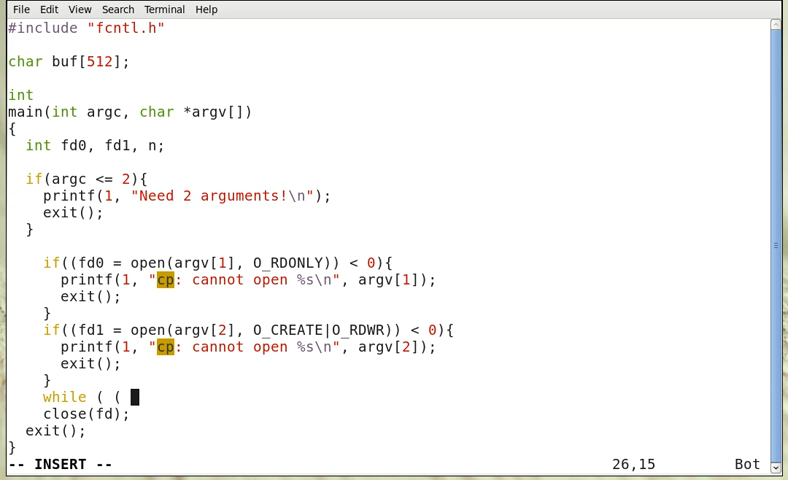 File Edit View Search Terminal Help
#include "fcntl.h"
char buf[512];
int
main(int argc, char *argv[])
{
int fd0, fd1, n;
if(argc <= 2){
printf(1, "Need 2 arguments!\n");
exit();
}
if((fd0 = open(argv[1], O_RDONLY)) < 0){
printf(1, "cp: cannot open %s\n", argv[1]);
exit();
}
if((fd1 = open(argv[2], O_CREATE|O_RDWR)) < 0){
printf(1, "cp: cannot open %s\n", argv[2]);
exit();
}
while ( (
close(fd);
exit();
}
-- INSERT -- 26,15 Bot